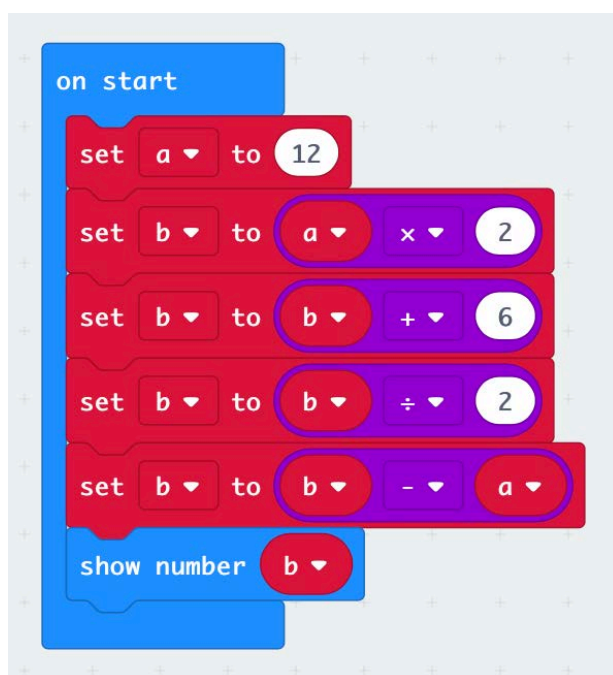 on start
set a to 12
set b to a × 2
set b to b + 6
set b to b ÷ 2
set b to b - a
show number b